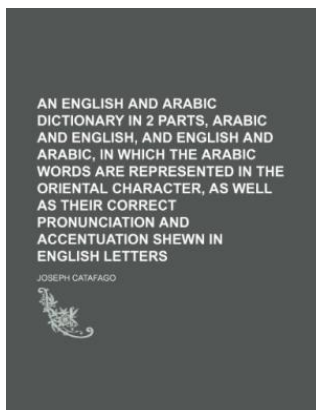 AN ENGLISH AND ARABIC
DICTIONARY IN 2 PARTS, ARABIC
AND ENGLISH, AND ENGLISH AND
ARABIC, IN WHICH THE ARABIC
WORDS ARE REPRESENTED IN THE
ORIENTAL CHARACTER, AS WELL
AS THEIR CORRECT
PRONUNCIATION AND
ACCENTUATION SHEWN IN
ENGLISH LETTERS
JOSEPH CATAFAGO